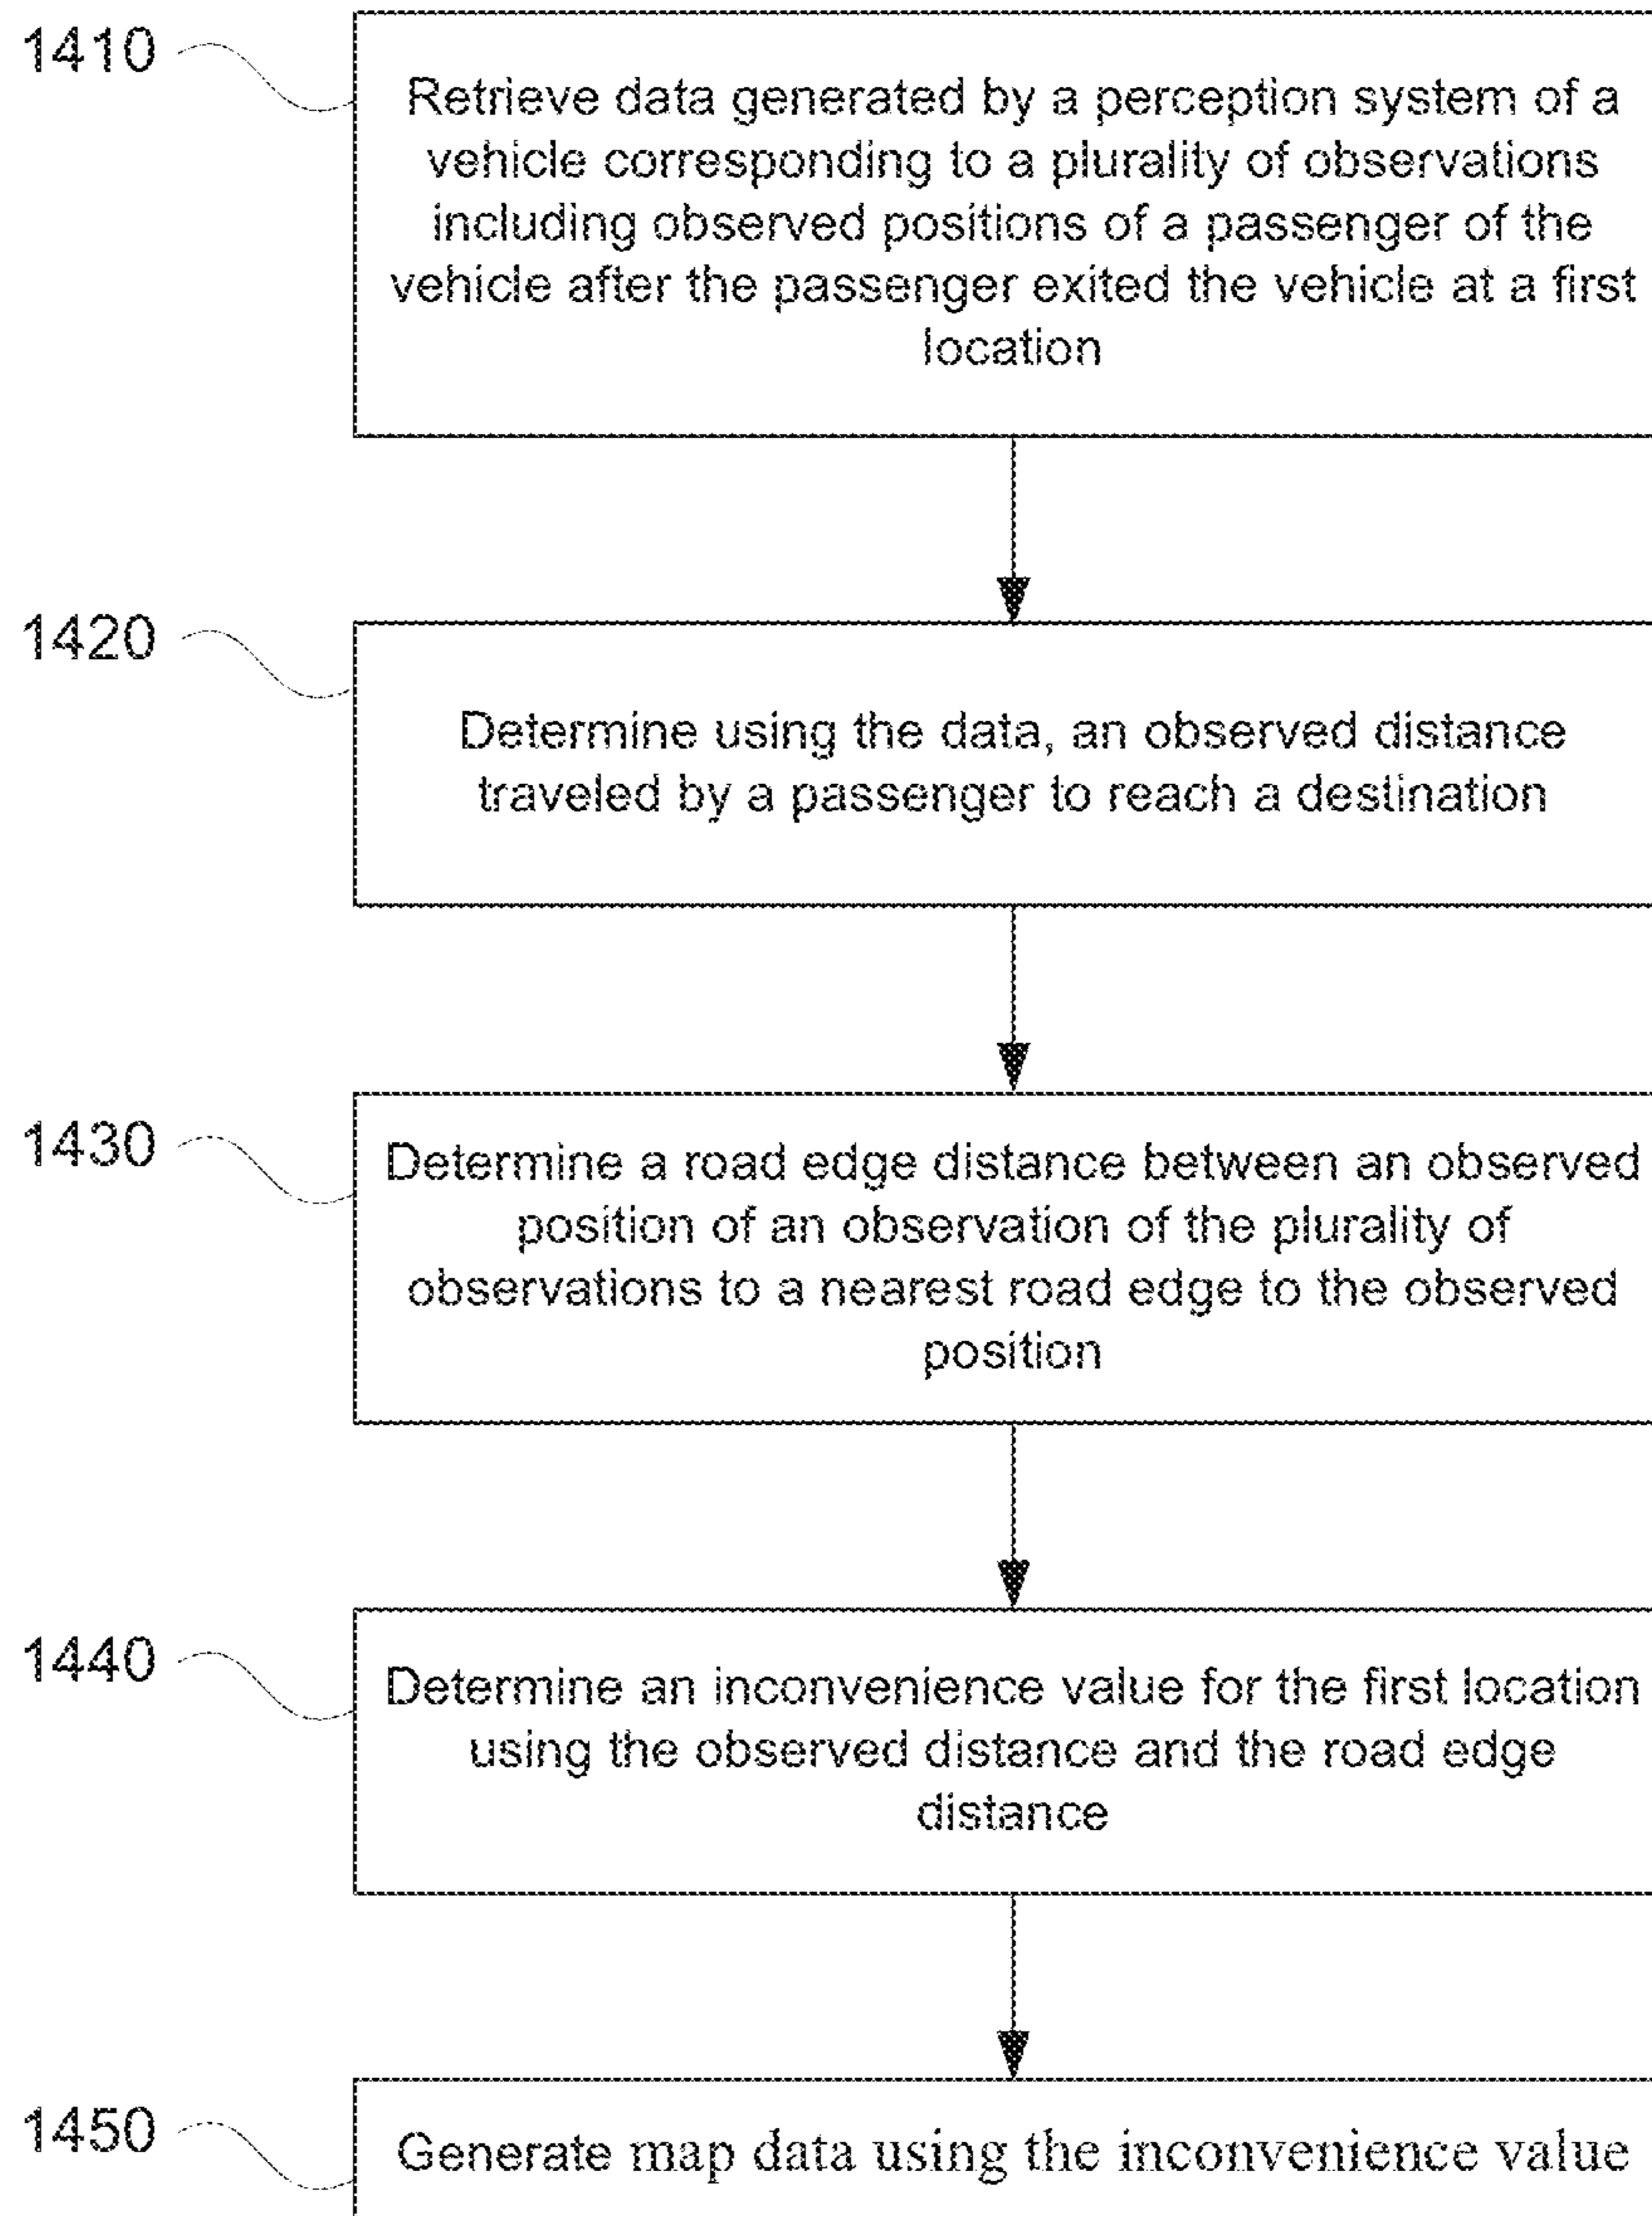 1410
Retrieve data generated by a perception system of a
vehicle corresponding to a plurality of observations
including observed positions of a passenger of the
vehicle after the passenger exited the vehicle at a first
location
1420
Determine using the data, an observed distance
traveled by a passenger to reach a destination
1430
Determine a road edge distance between an observed
position of an observation of the plurality of
observations to a nearest road edge to the observed
position
1440
Determine an inconvenience value for the first location
using the observed distance and the road edge
distance
1450
Generate map data using the inconvenience value